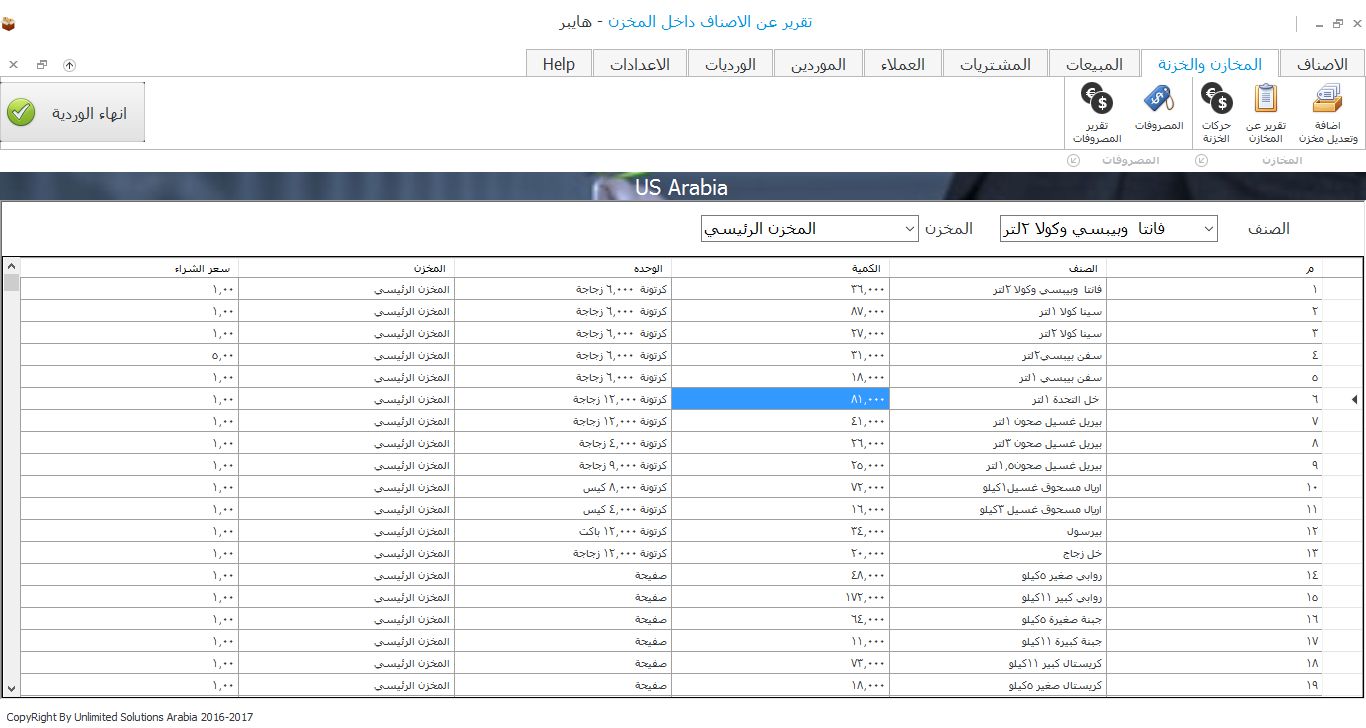 تقرير عن الاصناف داخل المخزن - هايبر
الاصناف المخازن والخزنة المبيعات المشتريات العملاء الموردين الورديات الاعدادات Help
اضافة وتعديل مخزن
تقرير عن المخازن
حركات الخزنة
المصروفات
تقرير المصروفات
انهاء الوردية
المخازن المصروفات
US Arabia
الصنف فانتا وبيبسي وكولا ٢لتر المخزن المخزن الرئيسي
م الصنف الكمية الوحده المخزن سعر الشراء
١ فانتا وبيبسي وكولا ٢لتر ٣٦,٠٠٠ كرتونة ٦,٠٠٠ زجاجة المخزن الرئيسي ١,٠٠
٢ سينا كولا ١لتر ٨٧,٠٠٠ كرتونة ٦,٠٠٠ زجاجة المخزن الرئيسي ١,٠٠
٣ سينا كولا ٢لتر ٢٧,٠٠٠ كرتونة ٦,٠٠٠ زجاجة المخزن الرئيسي ١,٠٠
٤ سفن بيبسي٢لتر ٣١,٠٠٠ كرتونة ٦,٠٠٠ زجاجة المخزن الرئيسي ٥,٠٠
٥ سفن بيبسي ١لتر ١٨,٠٠٠ كرتونة ٦,٠٠٠ زجاجة المخزن الرئيسي ١,٠٠
٦ خل التحدة ١لتر ٨١,٠٠٠ كرتونة ١٢,٠٠٠ زجاجة المخزن الرئيسي ١,٠٠
٧ بيريل غسيل صحون ١لتر ٤١,٠٠٠ كرتونة ١٢,٠٠٠ زجاجة المخزن الرئيسي ١,٠٠
٨ بيريل غسيل صحون ٣لتر ٢٦,٠٠٠ كرتونة ٤,٠٠٠ زجاجة المخزن الرئيسي ١,٠٠
٩ بيريل غسيل صحون١,٥لتر ٢٥,٠٠٠ كرتونة ٩,٠٠٠ زجاجة المخزن الرئيسي ١,٠٠
١٠ اريال مسحوق غسيل١كيلو ٧٢,٠٠٠ كرتونة ٨,٠٠٠ كيس المخزن الرئيسي ١,٠٠
١١ اريال مسحوق غسيل ٣كيلو ١٦,٠٠٠ كرتونة ٤,٠٠٠ كيس المخزن الرئيسي ١,٠٠
١٢ بيرسول ٣٤,٠٠٠ كرتونة ١٢,٠٠٠ باكت المخزن الرئيسي ١,٠٠
١٣ خل زجاج ٢٠,٠٠٠ كرتونة ١٢,٠٠٠ زجاجة المخزن الرئيسي ١,٠٠
١٤ روابي صغير ٥كيلو ٤٨,٠٠٠ صفيحة المخزن الرئيسي ١,٠٠
١٥ روابي كبير ١١كيلو ١٧٢,٠٠٠ صفيحة المخزن الرئيسي ١,٠٠
١٦ جبنة صغيرة ٥كيلو ٦٤,٠٠٠ صفيحة المخزن الرئيسي ١,٠٠
١٧ جبنة كبيرة ١١كيلو ١١,٠٠٠ صفيحة المخزن الرئيسي ١,٠٠
١٨ كريستال كبير ١١كيلو ٧٣,٠٠٠ صفيحة المخزن الرئيسي ١,٠٠
١٩ كريستال صغير ٥كيلو ١٨,٠٠٠ صفيحة المخزن الرئيسي ١,٠٠
CopyRight By Unlimited Solutions Arabia 2016-2017